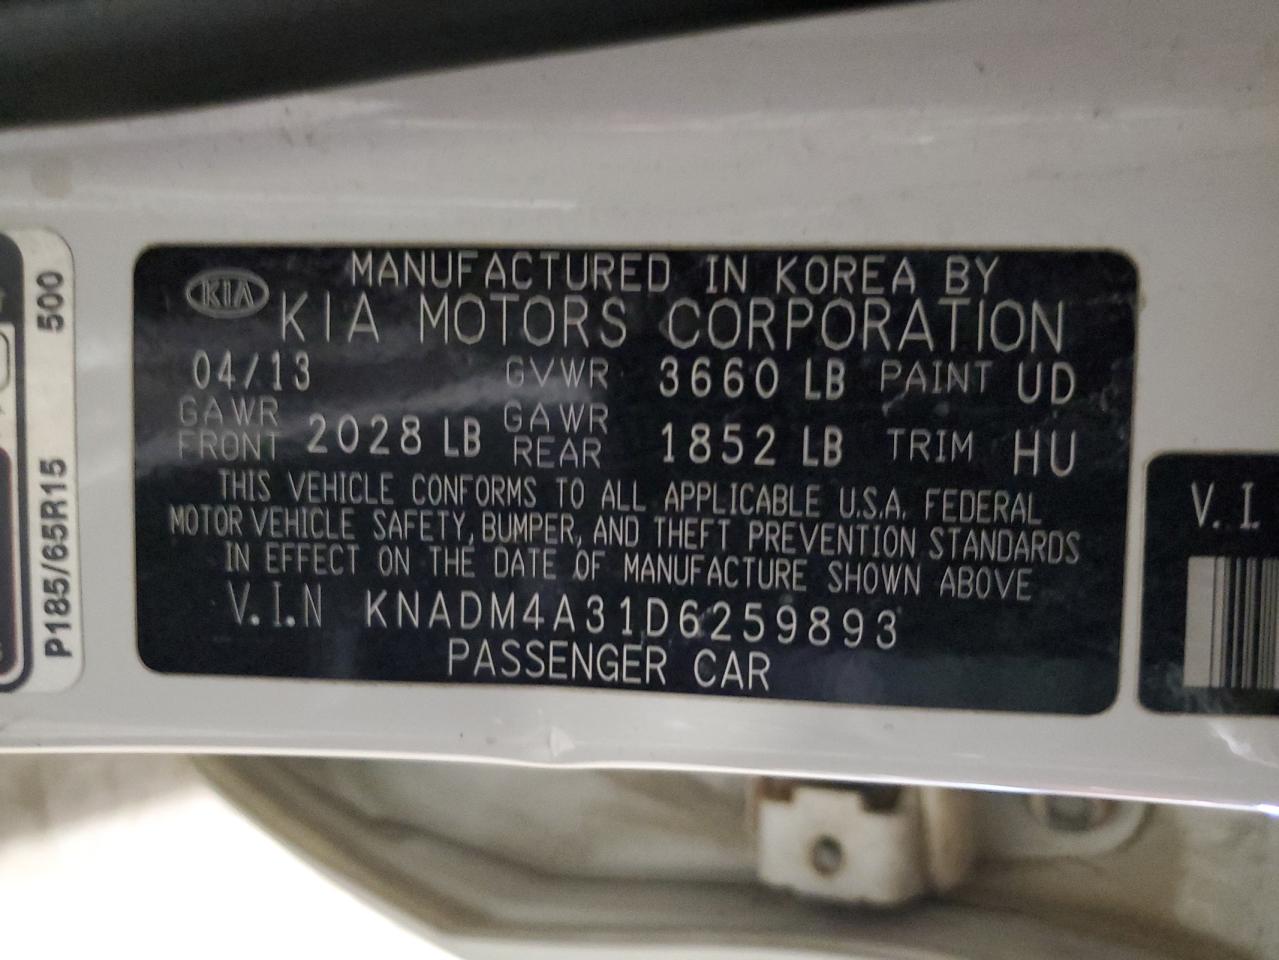 MANUFACTURED IN KOREA BY
KIA
KIA MOTORS CORPORATION
04/13 GVWR 3660 LB PAINT UD
GAWR FRONT 2028 LB GAWR REAR 1852 LB TRIM HU
THIS VEHICLE CONFORMS TO ALL APPLICABLE U.S.A. FEDERAL
MOTOR VEHICLE SAFETY, BUMPER, AND THEFT PREVENTION STANDARDS
IN EFFECT ON THE DATE OF MANUFACTURE SHOWN ABOVE
V.I.N KNADM4A31D6259893
PASSENGER CAR
P185/65R15 500
V.I.